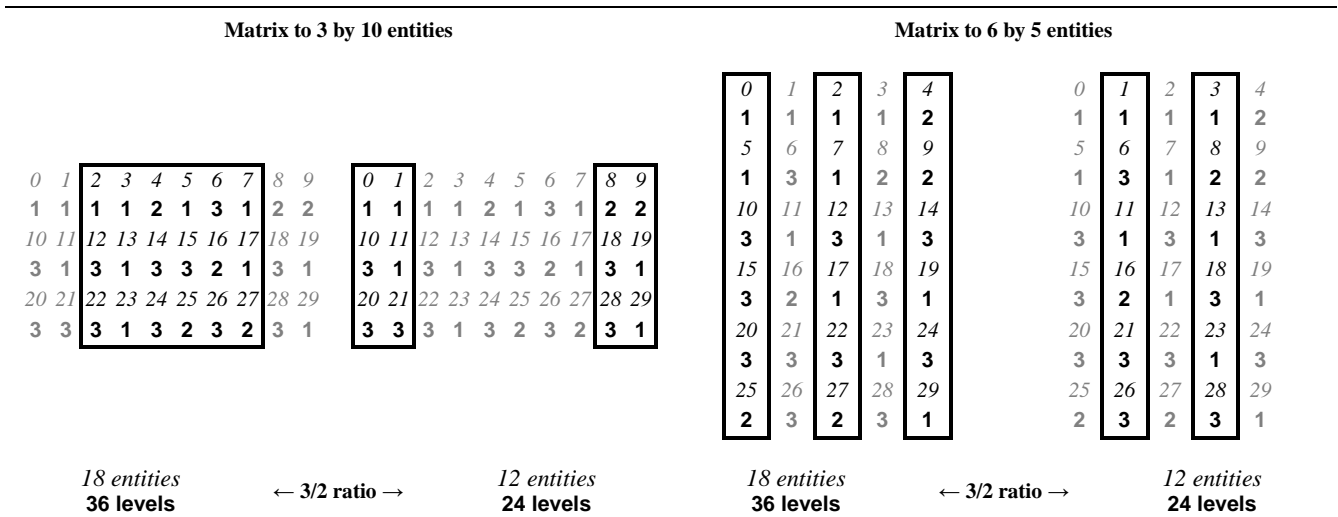 Matrix to 3 by 10 entities
0 1 2 3 4 5 6 7 8 9
1 1 1 1 2 1 3 1 2 2
10 11 12 13 14 15 16 17 18 19
3 1 3 1 3 3 2 1 3 1
20 21 22 23 24 25 26 27 28 29
3 3 3 1 3 2 3 2 3 1
0 1 2 3 4 5 6 7 8 9
1 1 1 1 2 1 3 1 2 2
10 11 12 13 14 15 16 17 18 19
3 1 3 1 3 3 2 1 3 1
20 21 22 23 24 25 26 27 28 29
3 3 3 1 3 2 3 2 3 1
18 entities
36 levels
← 3/2 ratio →
12 entities
24 levels
Matrix to 6 by 5 entities
0 1 2 3 4
1 1 1 1 2
5 6 7 8 9
1 3 1 2 2
10 11 12 13 14
3 1 3 1 3
15 16 17 18 19
3 2 1 3 1
20 21 22 23 24
3 3 3 1 3
25 26 27 28 29
2 3 2 3 1
0 1 2 3 4
1 1 1 1 2
5 6 7 8 9
1 3 1 2 2
10 11 12 13 14
3 1 3 1 3
15 16 17 18 19
3 2 1 3 1
20 21 22 23 24
3 3 3 1 3
25 26 27 28 29
2 3 2 3 1
18 entities
36 levels
← 3/2 ratio →
12 entities
24 levels